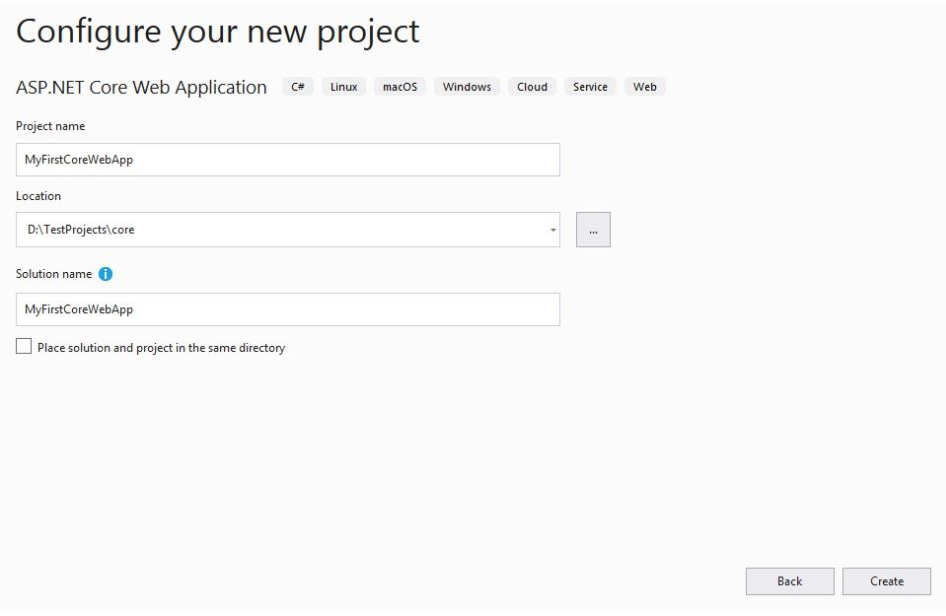 Configure your new project
ASP.NET Core Web Application C# Linux macOS Windows Cloud Service Web
Project name
MyFirstCoreWebApp
Location
D:\TestProjects\core
...
Solution name i
MyFirstCoreWebApp
Place solution and project in the same directory
Back Create